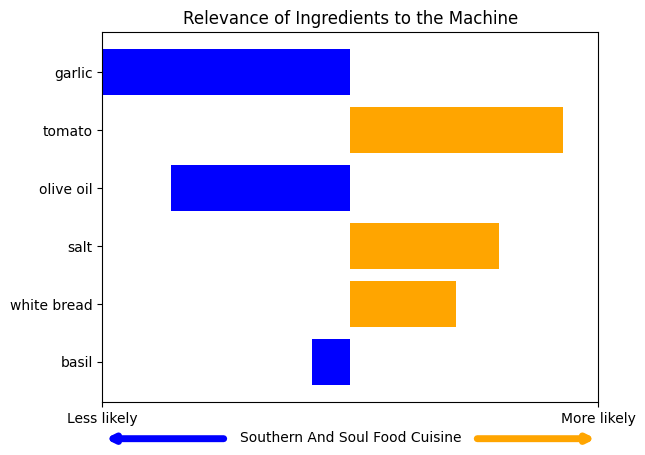 Relevance of Ingredients to the Machine
garlic
tomato
olive oil
salt
white bread
basil
Less likely
More likely
Southern And Soul Food Cuisine